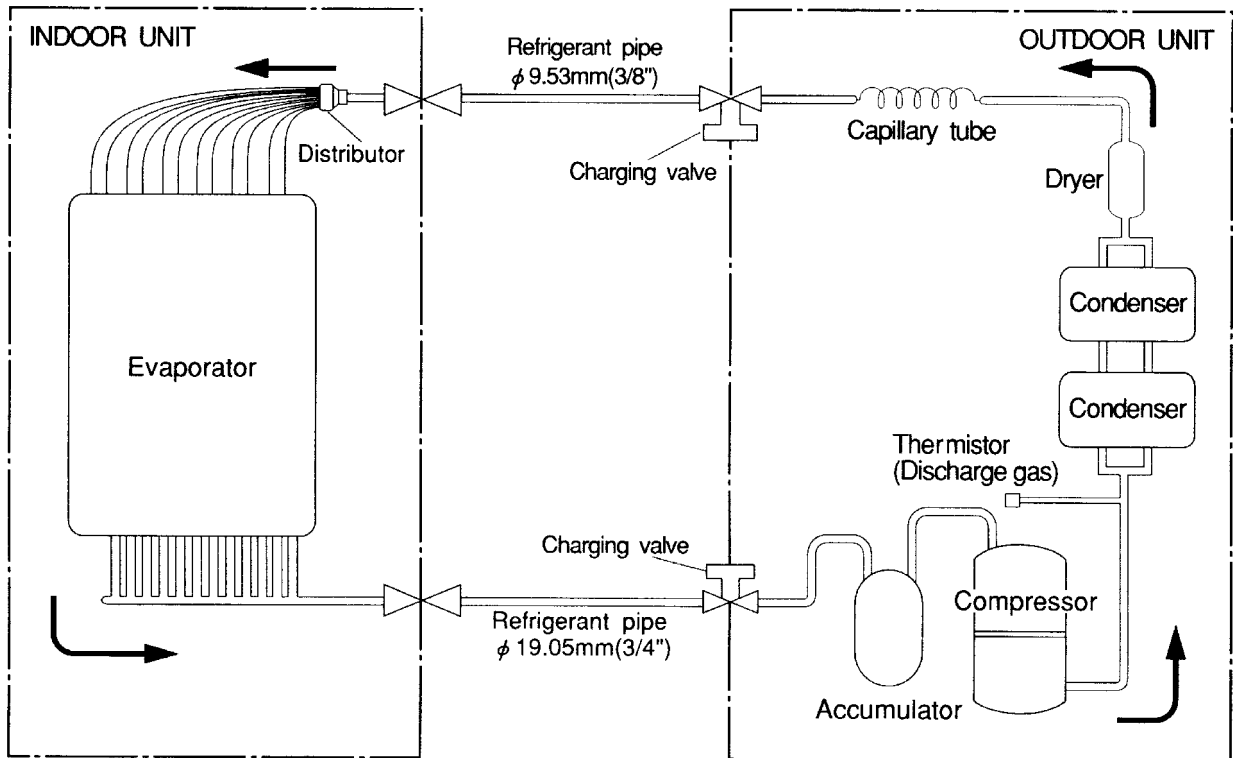 INDOOR UNIT
OUTDOOR UNIT
Refrigerant pipe
ϕ 9.53mm(3/8")
Distributor
Charging valve
Capillary tube
Dryer
Condenser
Evaporator
Condenser
Thermistor
(Discharge gas)
Charging valve
Compressor
Refrigerant pipe
ϕ 19.05mm(3/4")
Accumulator